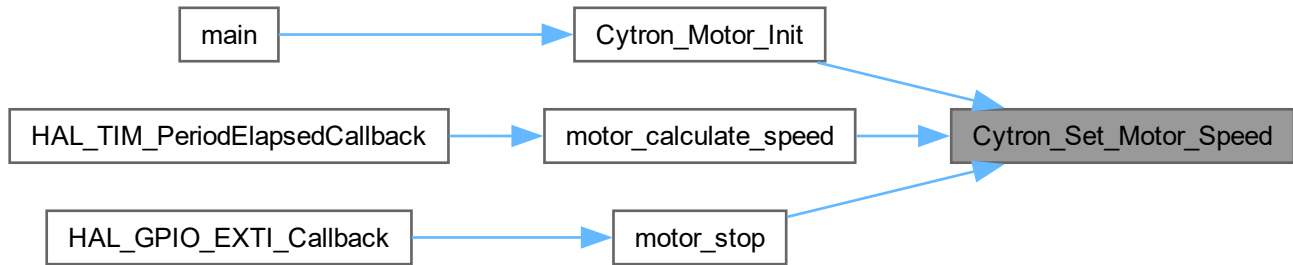 main
Cytron_Motor_Init
HAL_TIM_PeriodElapsedCallback
motor_calculate_speed
Cytron_Set_Motor_Speed
HAL_GPIO_EXTI_Callback
motor_stop